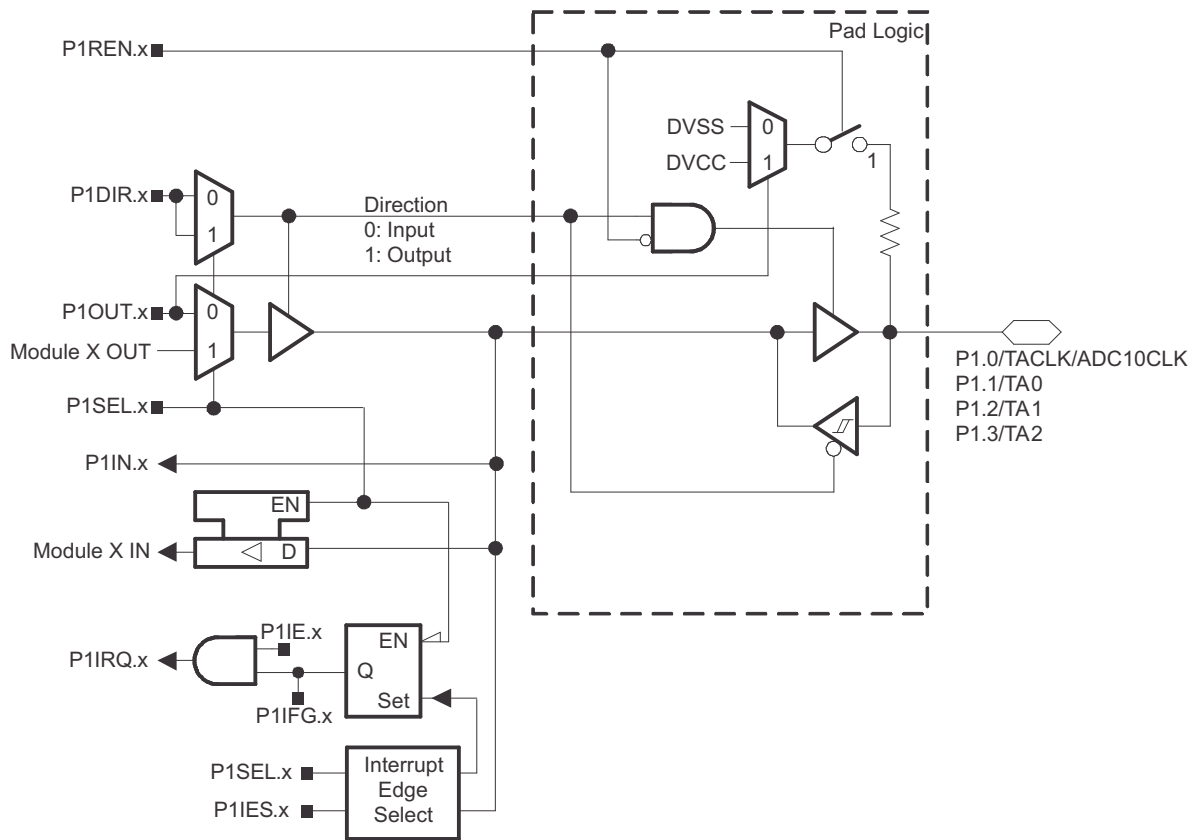 Pad Logic
P1REN.x
DVSS
0
DVCC
1
1
P1DIR.x
0
1
Direction
0: Input
1: Output
P1OUT.x
0
Module X OUT
1
P1.0/TACLK/ADC10CLK
P1.1/TA0
P1.2/TA1
P1.3/TA2
P1SEL.x
P1IN.x
EN
Module X IN
D
P1IE.x
P1IRQ.x
EN
Q
Set
P1IFG.x
P1SEL.x
P1IES.x
Interrupt
Edge
Select